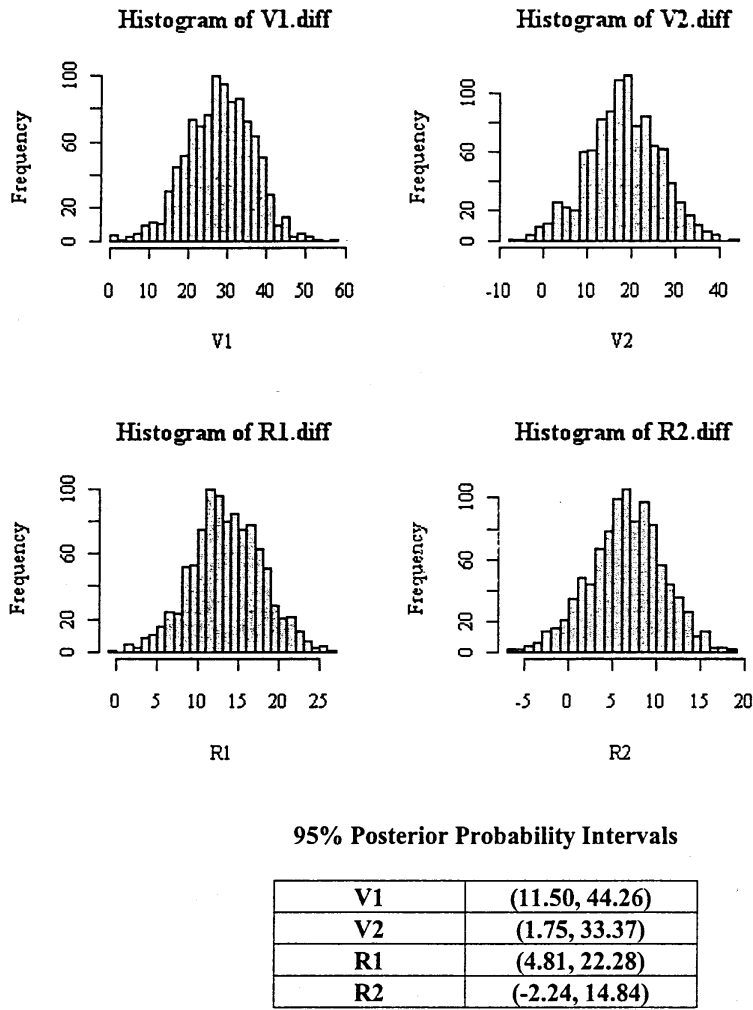 Histogram of V1.diff
Histogram of V2.diff
Frequency
100
60
20
0
0 10 20 30 40 50 60
V1
Frequency
100
60
20
0
-10 0 10 20 30 40
V2
Histogram of R1.diff
Histogram of R2.diff
Frequency
100
60
20
0
0 5 10 15 20 25
R1
Frequency
100
60
20
0
-5 0 5 10 15 20
R2
95% Posterior Probability Intervals
V1 (11.50, 44.26)
V2 (1.75, 33.37)
R1 (4.81, 22.28)
R2 (-2.24, 14.84)